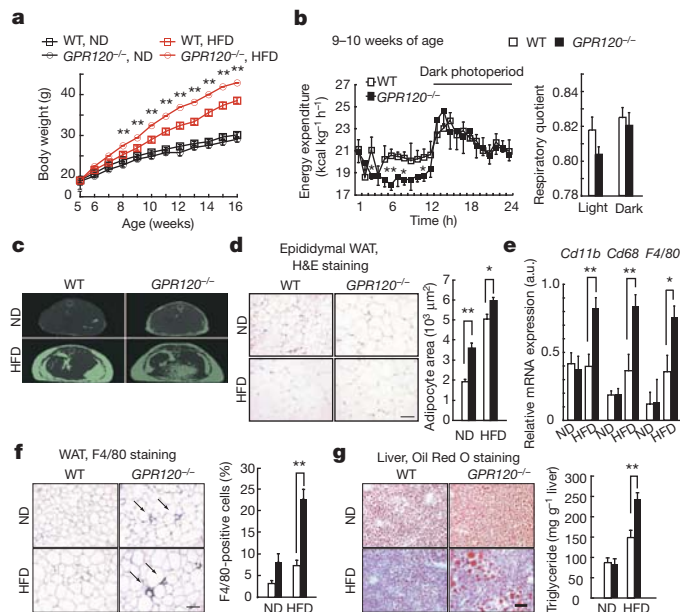 a
WT, ND
WT, HFD
GPR120–/–, ND
GPR120–/–, HFD
Body weight (g)
40
30
20
0
** ** ** ** ** ** ** ** **
5 6 8 10 12 14 16
Age (weeks)
b
9–10 weeks of age
WT
GPR120–/–
WT
GPR120–/–
Dark photoperiod
Energy expenditure
(kcal kg–1 h–1)
27
25
23
21
19
17
* ** * *
1 6 12 18 24
Time (h)
Respiratory quotient
0.84
0.82
0.80
0.78
Light Dark
c
WT
GPR120–/–
ND
HFD
d
Epididymal WAT,
H&E staining
WT
GPR120–/–
ND
HFD
Adipocyte area (10³ μm²)
7
6
5
4
3
2
1
0
**
*
ND HFD
e
Cd11b Cd68 F4/80
Relative mRNA expression (a.u.)
1.0
0.5
0
** ** *
ND HFD ND HFD ND HFD
f
WAT, F4/80 staining
WT
GPR120–/–
ND
HFD
F4/80-positive cells (%)
30
20
10
0
**
ND HFD
g
Liver, Oil Red O staining
WT
GPR120–/–
ND
HFD
Triglyceride (mg g–1 liver)
300
250
200
150
100
50
0
**
ND HFD